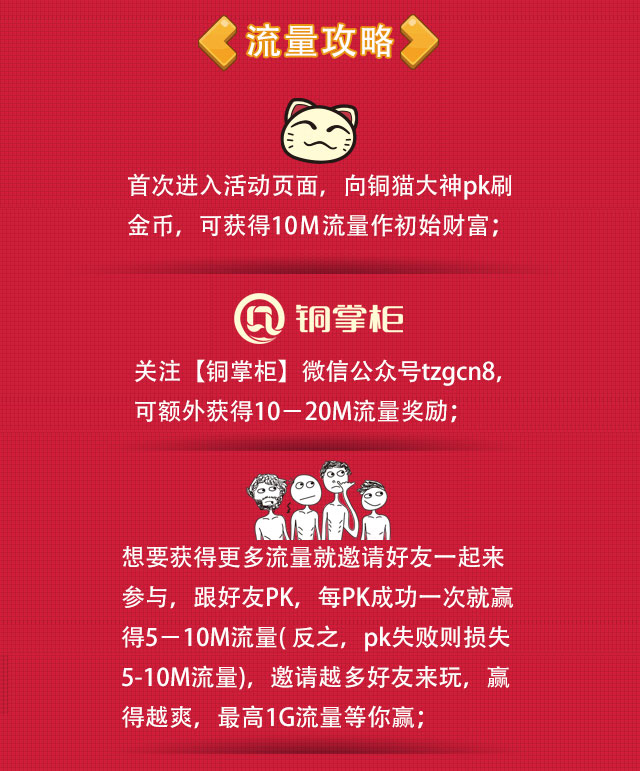 流量攻略
首次进入活动页面，向铜猫大神pk刷
金币，可获得10M流量作初始财富；
铜掌柜
关注【铜掌柜】微信公众号tzgcn8,
可额外获得10－20M流量奖励；
想要获得更多流量就邀请好友一起来
参与，跟好友PK，每PK成功一次就赢
得5－10M流量( 反之，pk失败则损失
5-10M流量)，邀请越多好友来玩，赢
得越爽，最高1G流量等你赢；